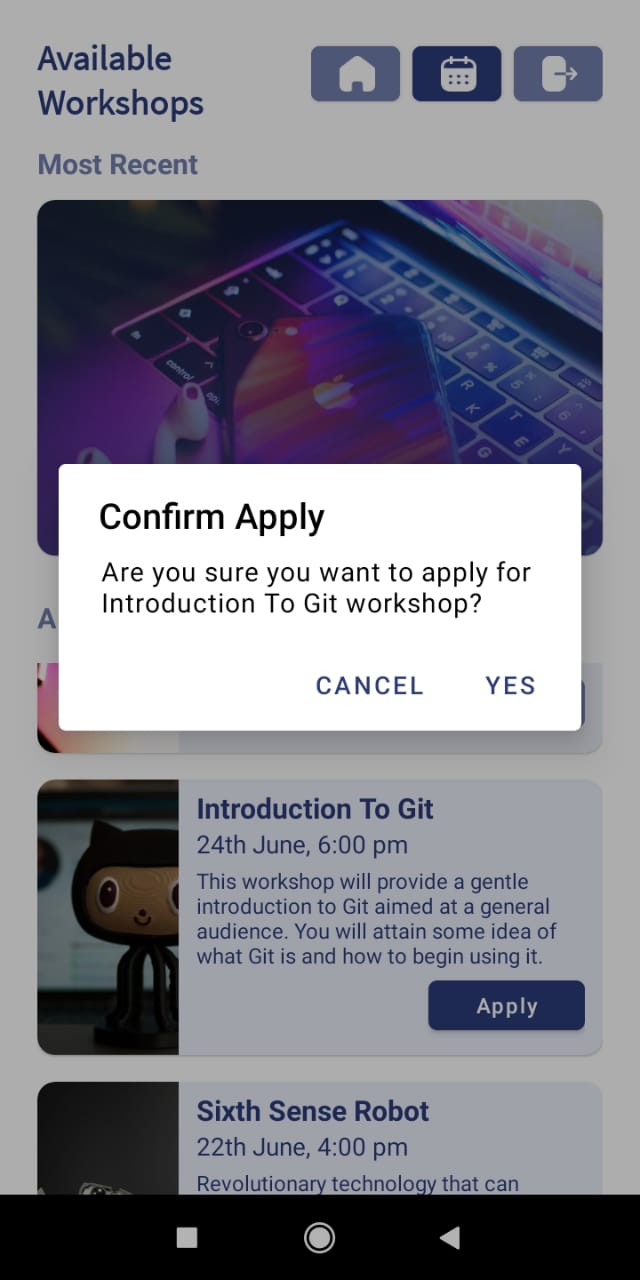 Available
Workshops
Most Recent
control
R
K
T
E
Y
G
Confirm Apply
Are you sure you want to apply for
Introduction To Git workshop?
A
CANCEL YES
Introduction To Git
24th June, 6:00 pm
This workshop will provide a gentle
introduction to Git aimed at a general
audience. You will attain some idea of
what Git is and how to begin using it.
Apply
Sixth Sense Robot
22th June, 4:00 pm
Revolutionary technology that can